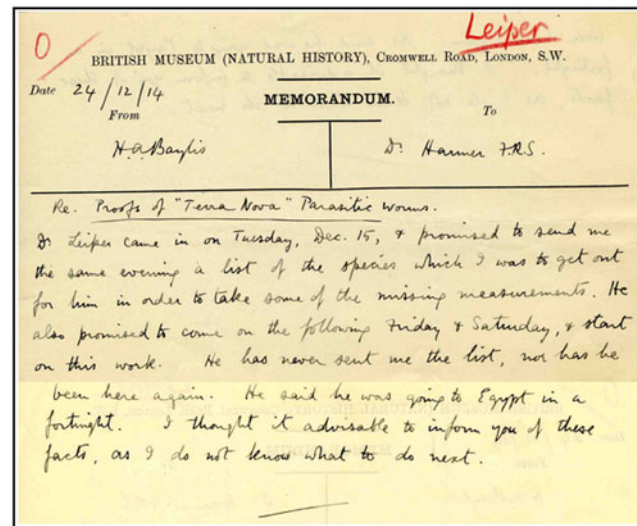 O
Leiper
BRITISH MUSEUM (NATURAL HISTORY), CROMWELL ROAD, LONDON, S.W.
Date 24/12/14
MEMORANDUM.
From
To
H. A. Baylis
Dr. Harmer F.R.S.
Re. Proofs of "Terra Nova" Parasitic worms.
Dr. Leiper came in on Tuesday, Dec. 15, & promised to send me
the same evening a list of the species which I was to get out
for him in order to take some of the missing measurements. He
also promised to come on the following Friday & Saturday, & start
on this work. He has never sent me the list, nor has he
been here again. He said he was going to Egypt in a
fortnight. I thought it advisable to inform you of these
facts, as I do not know what to do next.